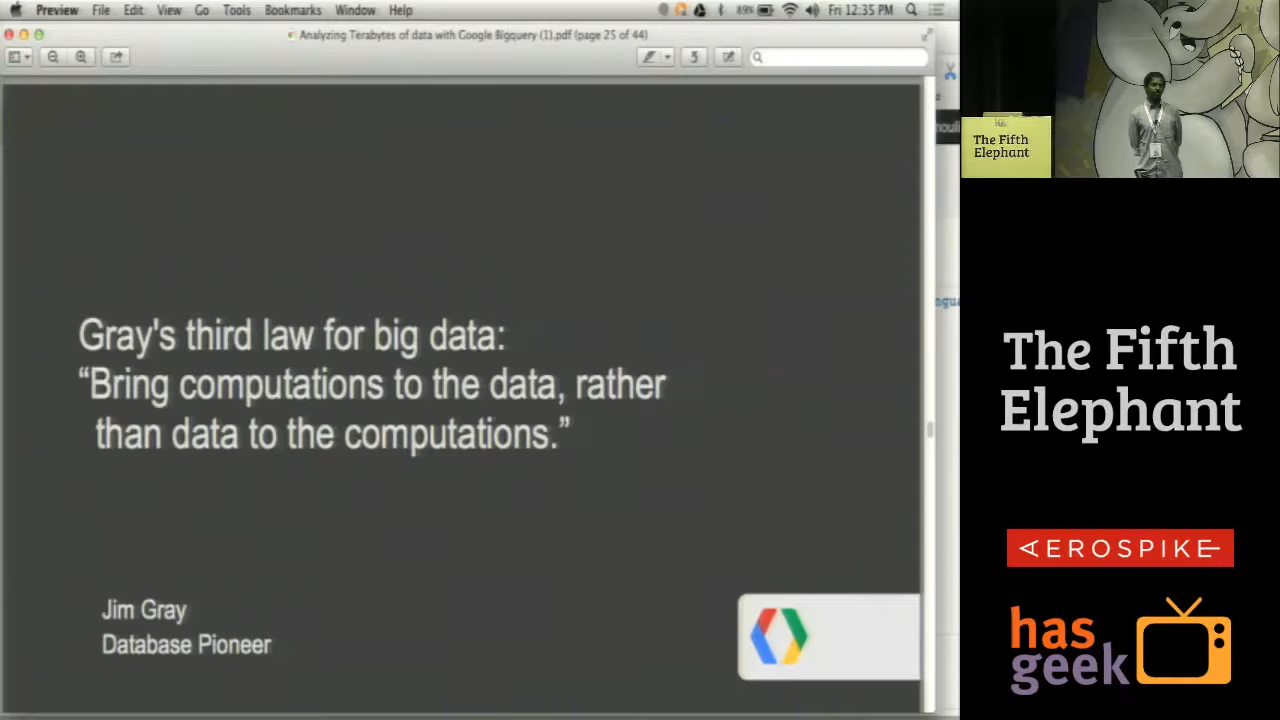 Preview File Edit View Go Tools Bookmarks Window Help
89% Fri 12:35 PM
Analyzing Terabytes of data with Google Bigquery (1).pdf (page 25 of 44)
Gray's third law for big data:
“Bring computations to the data, rather
than data to the computations.”
Jim Gray
Database Pioneer
The Fifth
Elephant
The Fifth
Elephant
AEROSPIKE
has
geek